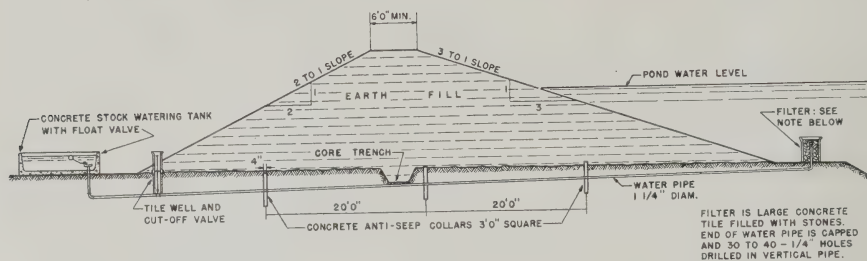 6'0" MIN.
2 TO 1 SLOPE
3 TO 1 SLOPE
1
2
EARTH FILL
1
3
POND WATER LEVEL
CONCRETE STOCK WATERING TANK
WITH FLOAT VALVE
FILTER: SEE
NOTE BELOW
4"
CORE TRENCH
TILE WELL AND
CUT-OFF VALVE
20'0"
20'0"
WATER PIPE
1 1/4" DIAM.
CONCRETE ANTI-SEEP COLLARS 3'0" SQUARE
FILTER IS LARGE CONCRETE
TILE FILLED WITH STONES.
END OF WATER PIPE IS CAPPED
AND 30 TO 40 - 1/4" HOLES
DRILLED IN VERTICAL PIPE.